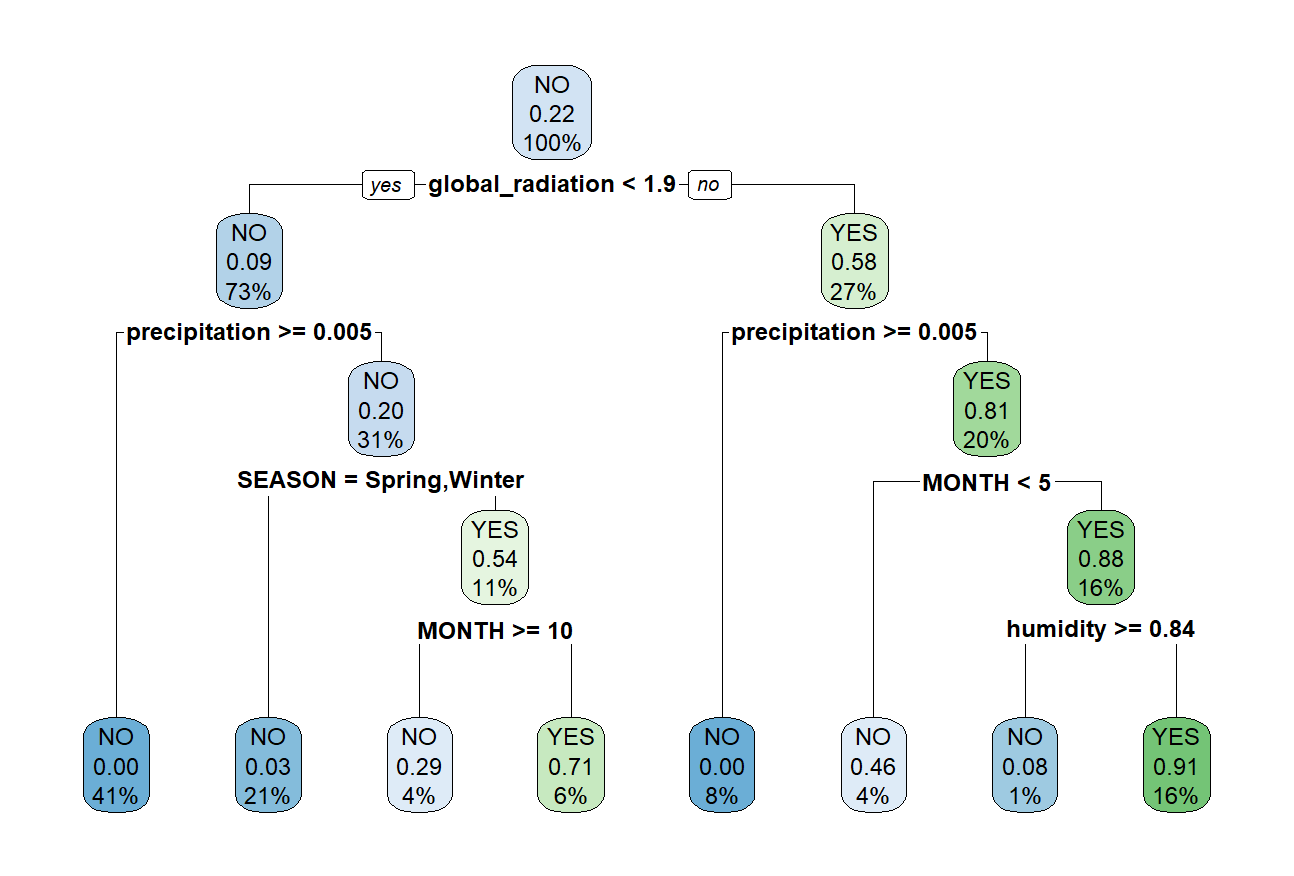 NO
0.22
100%
yes global_radiation < 1.9 no
NO
0.09
73%
YES
0.58
27%
precipitation >= 0.005
precipitation >= 0.005
NO
0.20
31%
YES
0.81
20%
SEASON = Spring,Winter
MONTH < 5
YES
0.54
11%
YES
0.88
16%
MONTH >= 10
humidity >= 0.84
NO
0.00
41%
NO
0.03
21%
NO
0.29
4%
YES
0.71
6%
NO
0.00
8%
NO
0.46
4%
NO
0.08
1%
YES
0.91
16%